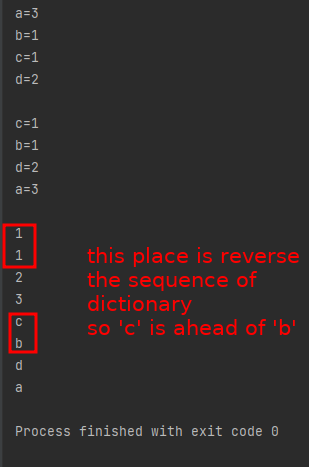 a=3
b=1
c=1
d=2
c=1
b=1
d=2
a=3
1
1
this place is reverse
2
the sequence of
3
dictionary
c
so 'c' is ahead of 'b'
b
d
a
Process finished with exit code 0